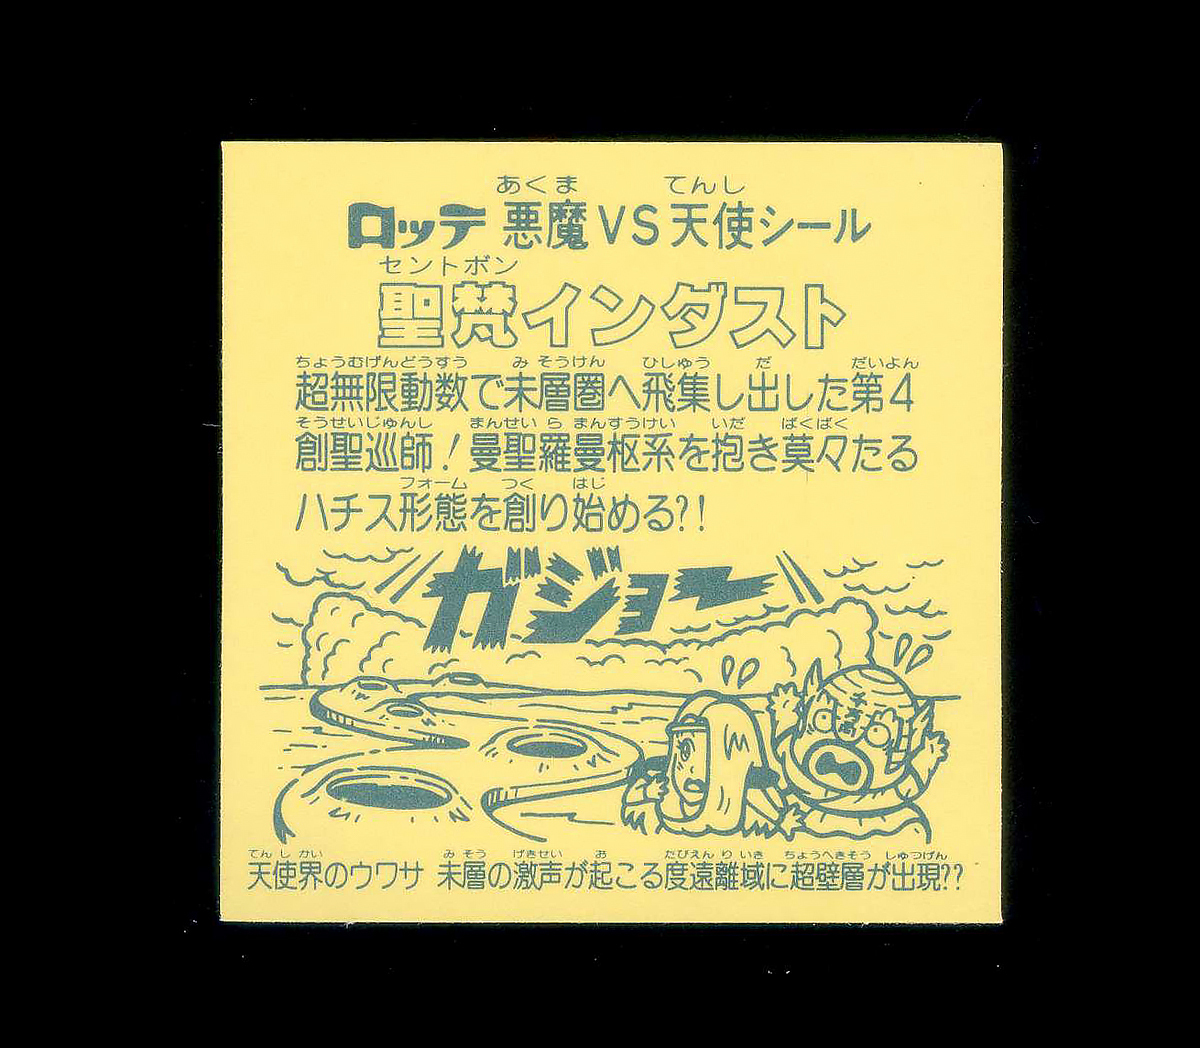 あくま てんし
ロッテ 悪魔VS天使シール
セントボン
聖梵インダスト
ちょうむげんどうすう みそうけん ひしゅう だ だいよん
超無限動数で未層圏へ飛集し出した第4
そうせいじゅんし まんせいら まんすうけい いだ ばくばく
創聖巡師!曼聖羅曼枢系を抱き莫々たる
フォーム つく はじ
ハチス形態を創り始める?!
ガジョー
てんしかい みそう げきせい お たびえんりいき ちょうへきそう しゅつげん
天使界のウワサ 未層の激声が起こる度遠離域に超壁層が出現??